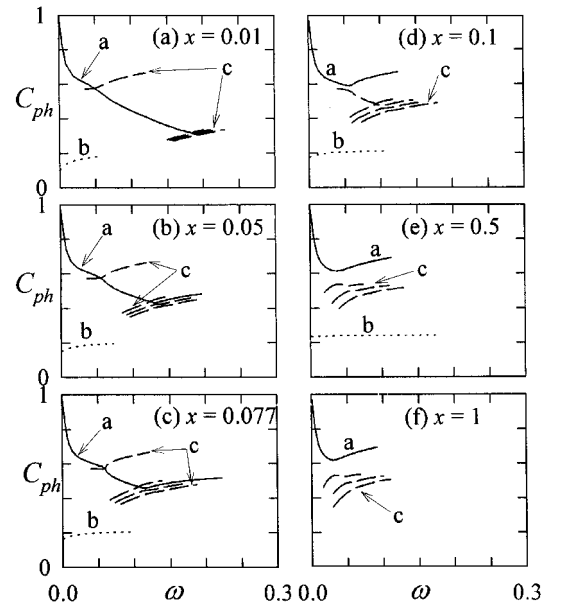 1
(a) x = 0.01
a
c
C_ph
b
0
(d) x = 0.1
a
c
b
1
(b) x = 0.05
a
c
C_ph
b
0
(e) x = 0.5
a
c
b
1
(c) x = 0.077
a
c
C_ph
b
0
0.0 ω 0.3
(f) x = 1
a
c
0.0 ω 0.3